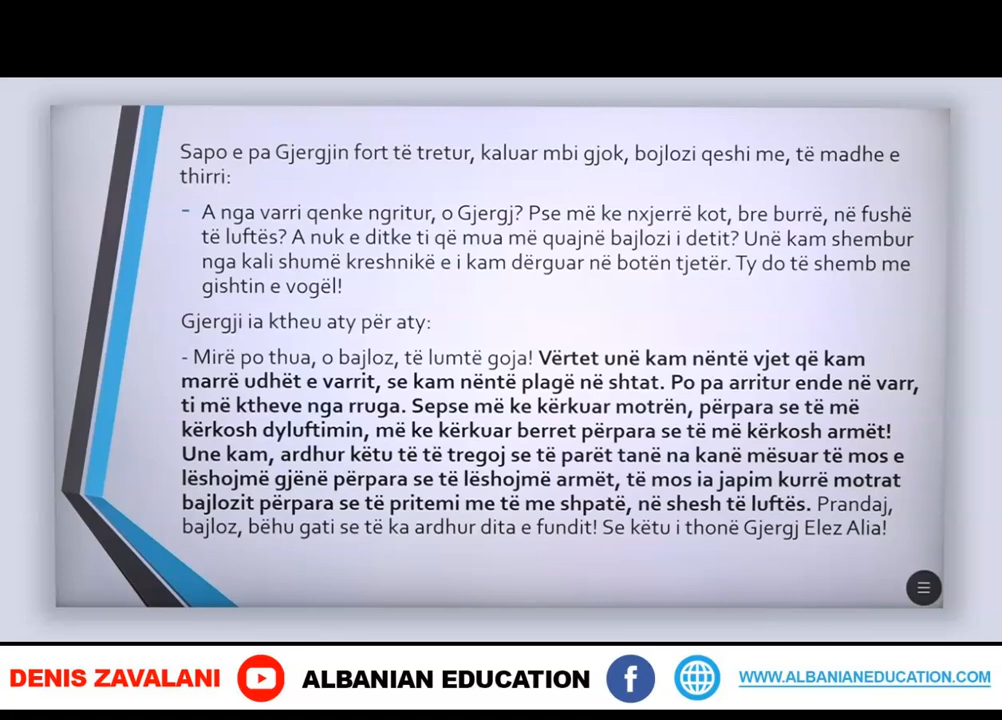 Sapo e pa Gjergjin fort të tretur, kaluar mbi gjok, bojlozi qeshi me, të madhe e
thirri:
- A nga varri qenke ngritur, o Gjergj? Pse më ke nxjerrë kot, bre burrë, në fushë
të luftës? A nuk e ditke ti që mua më quajnë bajlozi i detit? Unë kam shembur
nga kali shumë kreshnikë e i kam dërguar në botën tjetër. Ty do të shemb me
gishtin e vogël!
Gjergji ia ktheu aty për aty:
- Mirë po thua, o bajloz, të lumtë goja! Vërtet unë kam nëntë vjet që kam
marrë udhët e varrit, se kam nëntë plagë në shtat. Po pa arritur ende në varr,
ti më ktheve nga rruga. Sepse më ke kërkuar motrën, përpara se të më
kërkosh dyluftimin, më ke kërkuar berret përpara se të më kërkosh armët!
Une kam, ardhur këtu të të tregoj se të parët tanë na kanë mësuar të mos e
lëshojmë gjënë përpara se të lëshojmë armët, të mos ia japim kurrë motrat
bajlozit përpara se të pritemi me të me shpatë, në shesh të luftës. Prandaj,
bajloz, bëhu gati se të ka ardhur dita e fundit! Se këtu i thonë Gjergj Elez Alia!
DENIS ZAVALANI ALBANIAN EDUCATION f WWW.ALBANIANEDUCATION.COM